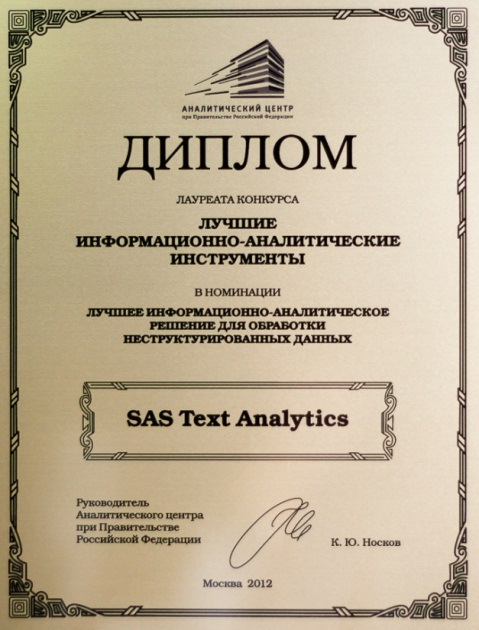 АНАЛИТИЧЕСКИЙ ЦЕНТР
при Правительстве Российской Федерации
ДИПЛОМ
ЛАУРЕАТА КОНКУРСА
ЛУЧШИЕ
ИНФОРМАЦИОННО-АНАЛИТИЧЕСКИЕ
ИНСТРУМЕНТЫ
В НОМИНАЦИИ
ЛУЧШЕЕ ИНФОРМАЦИОННО-АНАЛИТИЧЕСКОЕ
РЕШЕНИЕ ДЛЯ ОБРАБОТКИ
НЕСТРУКТУРИРОВАННЫХ ДАННЫХ
SAS Text Analytics
Руководитель
Аналитического центра
при Правительстве
Российской Федерации
К. Ю. Носков
Москва 2012